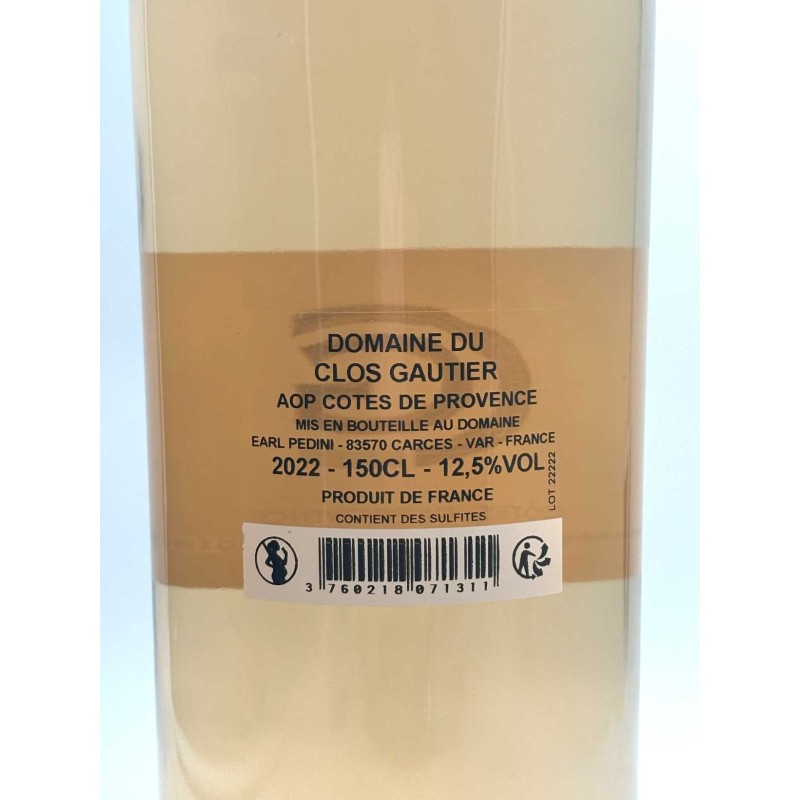 DOMAINE DU
CLOS GAUTIER
AOP COTES DE PROVENCE
MIS EN BOUTEILLE AU DOMAINE
EARL PEDINI - 83570 CARCES - VAR - FRANCE
2022 - 150CL - 12,5%VOL
LOT 22222
PRODUIT DE FRANCE
CONTIENT DES SULFITES
3 760218 071311